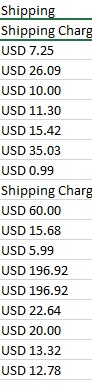 Shipping
Shipping Charg
USD 7.25
USD 26.09
USD 10.00
USD 11.30
USD 15.42
USD 35.03
USD 0.99
Shipping Charg
USD 60.00
USD 15.68
USD 5.99
USD 196.92
USD 196.92
USD 22.64
USD 20.00
USD 13.32
USD 12.78